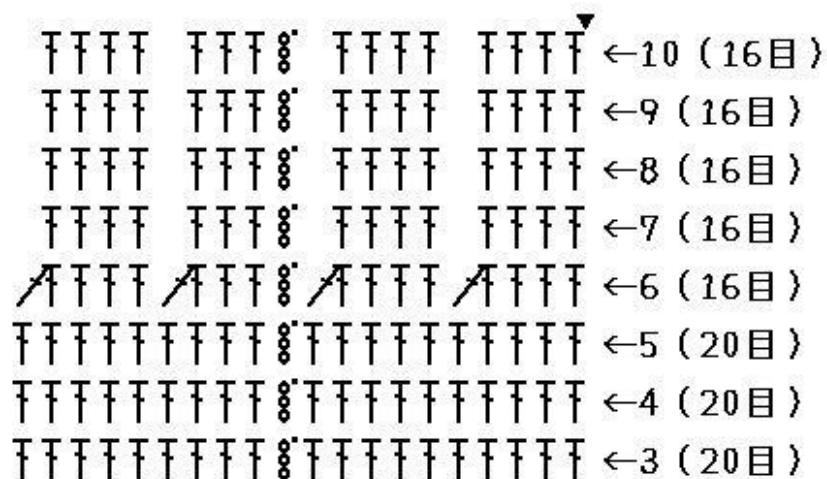 ←10 (16目)
←9 (16目)
←8 (16目)
←7 (16目)
←6 (16目)
←5 (20目)
←4 (20目)
←3 (20目)